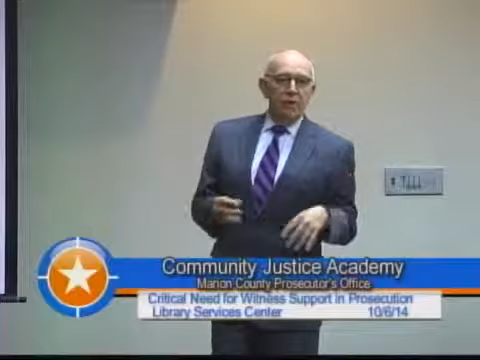 Community Justice Academy
Marion County Prosecutor's Office
Critical Need for Witness Support in Prosecution
Library Services Center 10/6/14